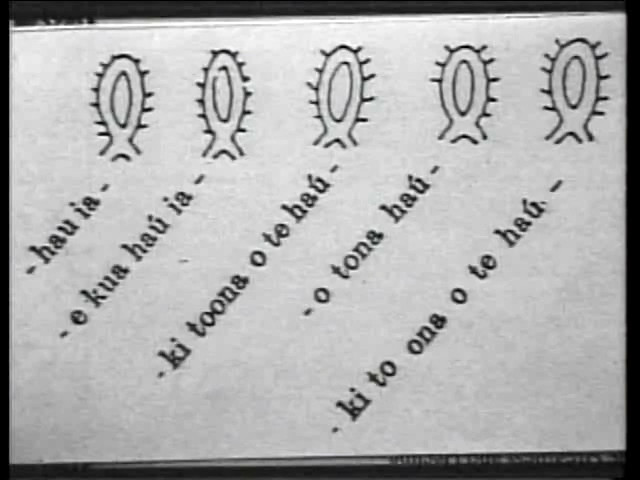 - hau ia -
- e kua haú ia -
- ki toona o te haú -
- o tona haú -
- ki to ona o te haú. -